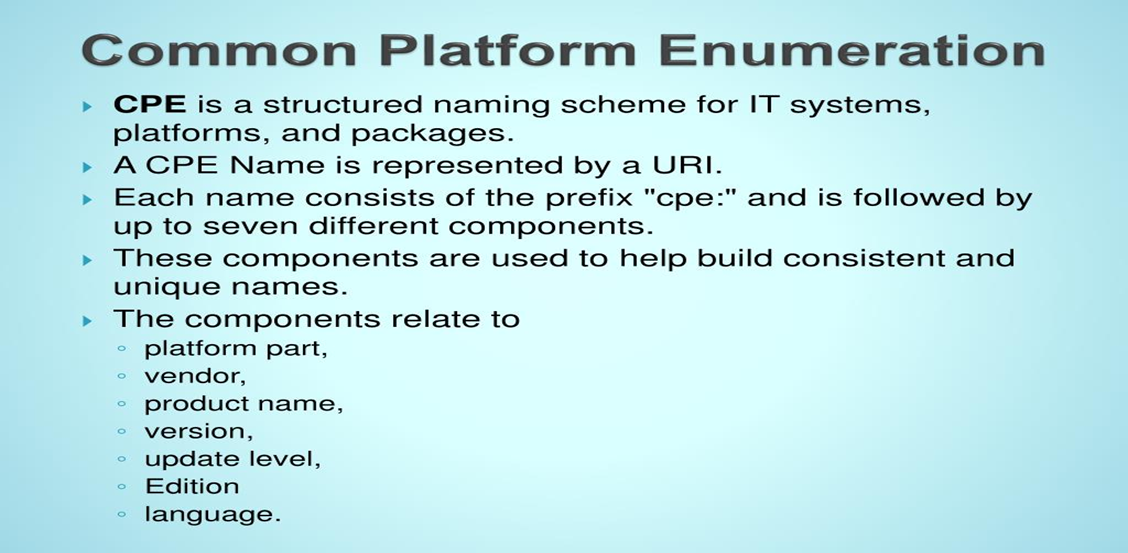 Common Platform Enumeration
CPE is a structured naming scheme for IT systems,
platforms, and packages.
A CPE Name is represented by a URI.
Each name consists of the prefix "cpe:" and is followed by
up to seven different components.
These components are used to help build consistent and
unique names.
The components relate to
platform part,
vendor,
product name,
version,
update level,
Edition
language.